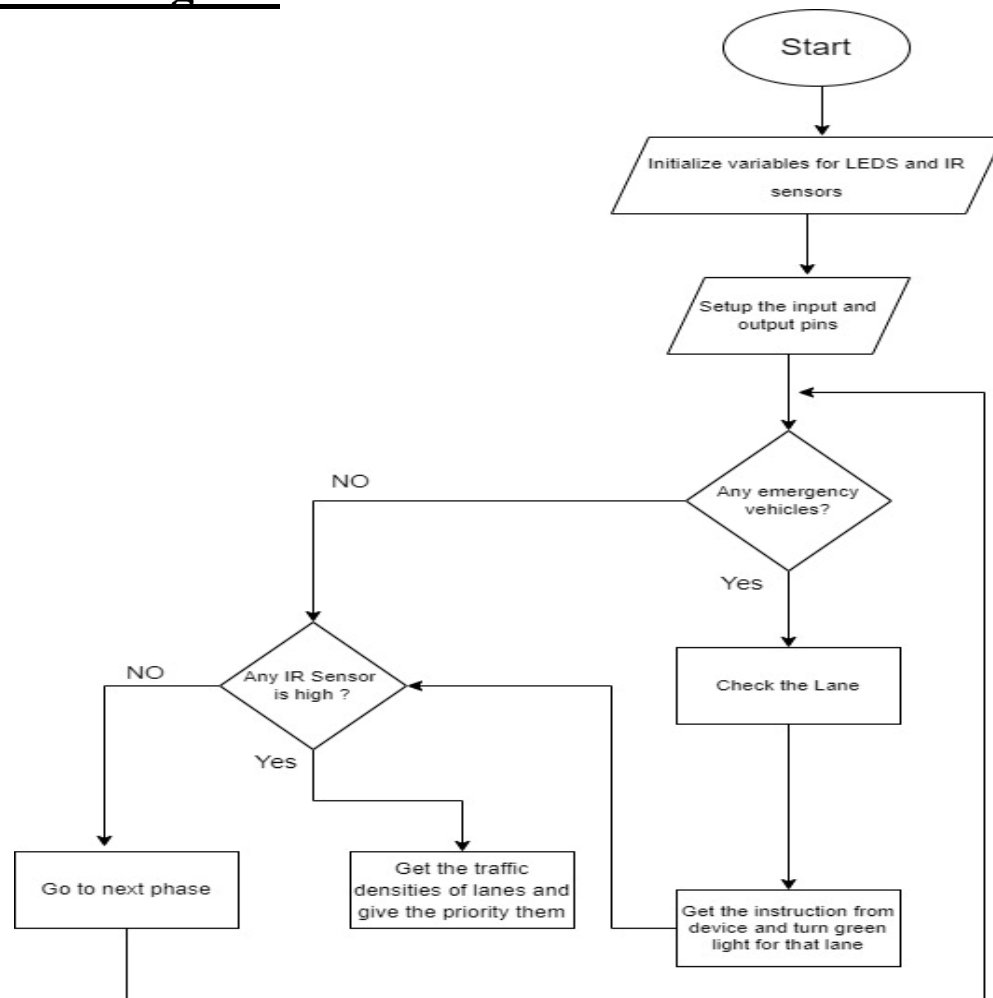 Start
Initialize variables for LEDS and IR
sensors
Setup the input and
output pins
Any emergency
vehicles?
NO
Yes
Check the Lane
Any IR Sensor
is high ?
NO
Yes
Go to next phase
Get the traffic
densities of lanes and
give the priority them
Get the instruction from
device and turn green
light for that lane